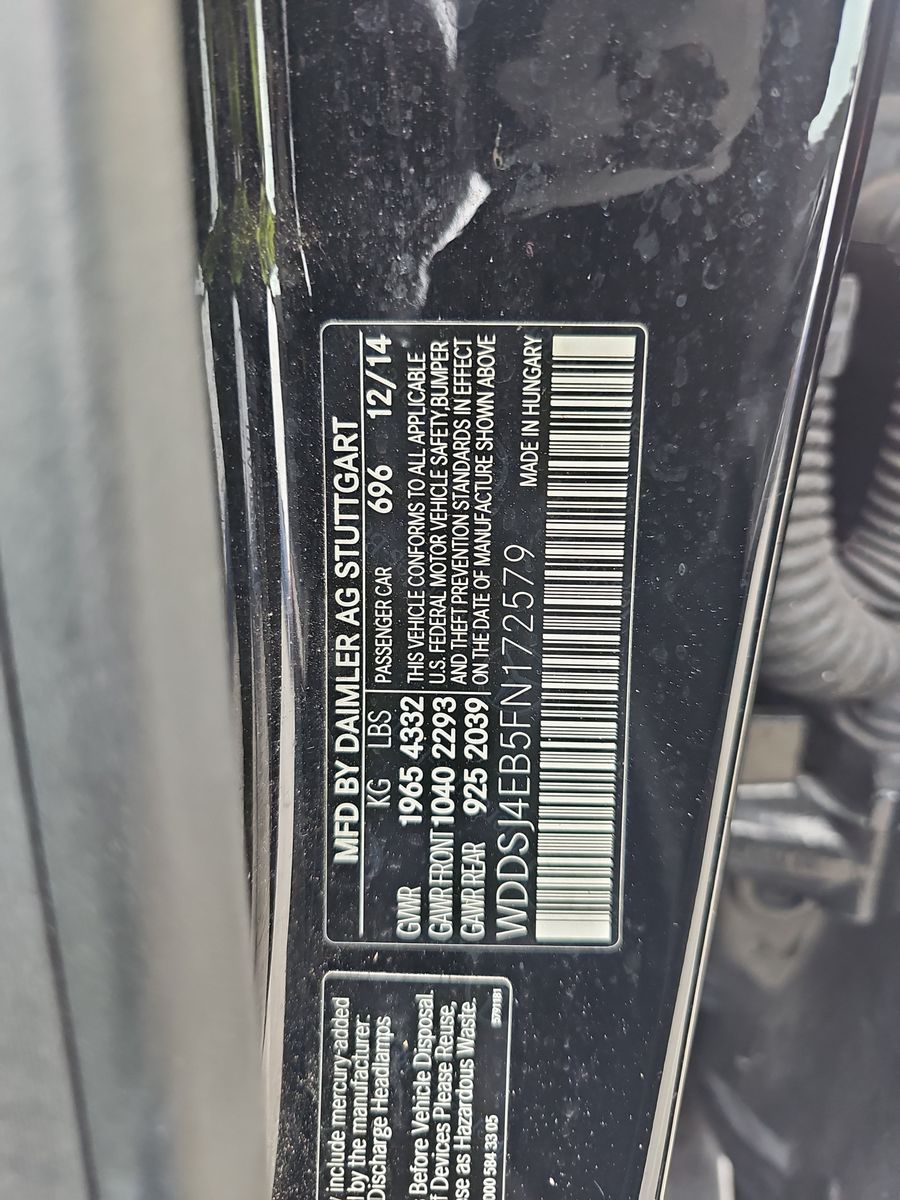 MFD BY DAIMLER AG STUTTGART
KG LBS PASSENGER CAR 696 12/14
GVWR 1965 4332 THIS VEHICLE CONFORMS TO ALL APPLICABLE
GAWR FRONT 1040 2293 U.S. FEDERAL MOTOR VEHICLE SAFETY,BUMPER
GAWR REAR 925 2039 AND THEFT PREVENTION STANDARDS IN EFFECT
ON THE DATE OF MANUFACTURE SHOWN ABOVE
WDDSJ4EB5FN172579 MADE IN HUNGARY
include mercury-added
by the manufacturer:
Discharge Headlamps
Before Vehicle Disposal.
Devices Please Reuse,
as Hazardous Waste.
000 584 33 05